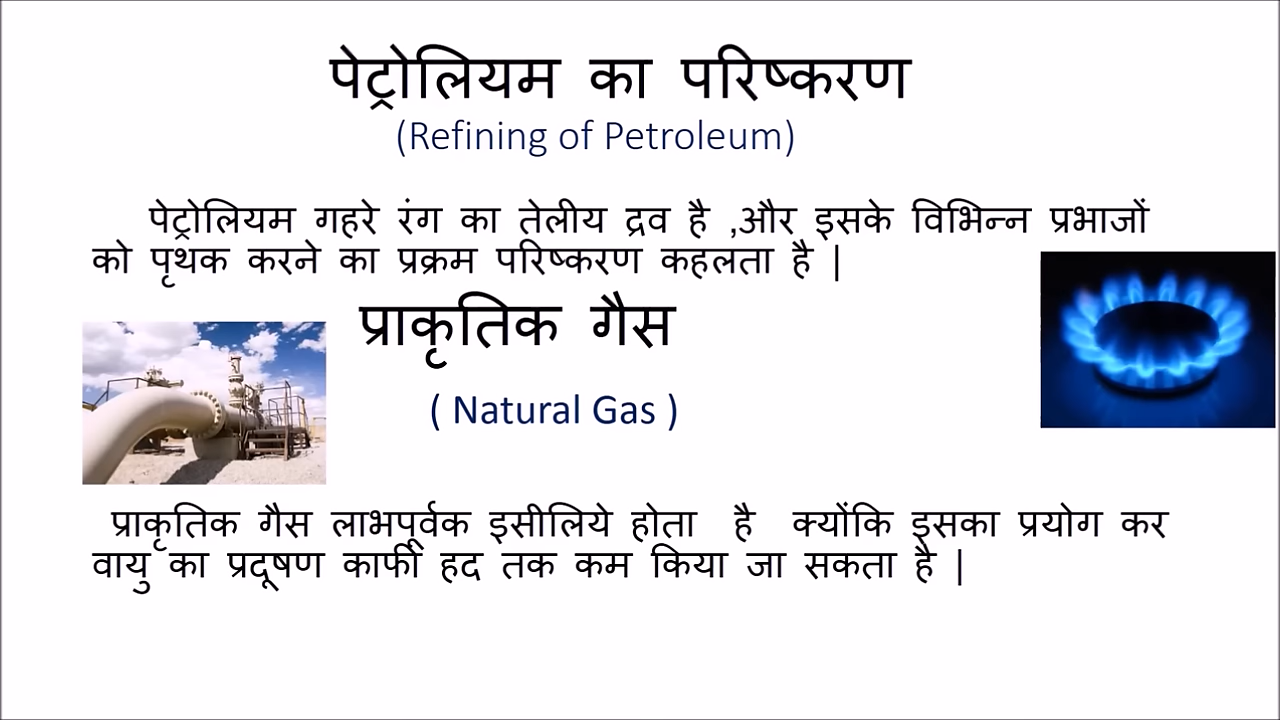 पेट्रोलियम का परिष्करण
(Refining of Petroleum)
पेट्रोलियम गहरे रंग का तेलीय द्रव है ,और इसके विभिन्न प्रभाजों
को पृथक करने का प्रक्रम परिष्करण कहलता है |
प्राकृतिक गैस
( Natural Gas )
प्राकृतिक गैस लाभपूर्वक इसीलिये होता है क्योंकि इसका प्रयोग कर
वायु का प्रदूषण काफी हद तक कम किया जा सकता है |